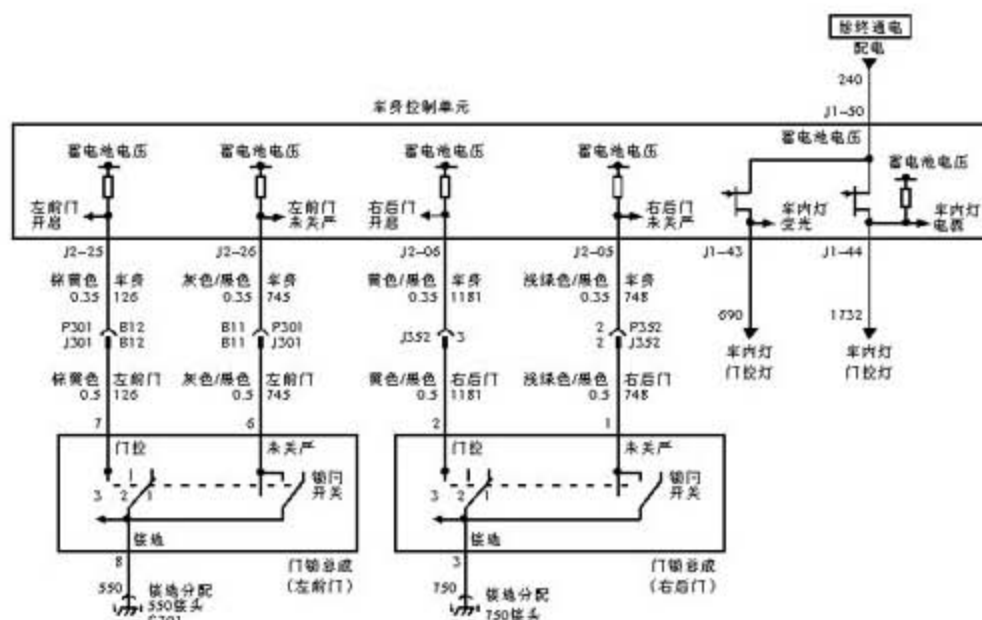 始终通电
配电
240
J1-50
车身控制单元
蓄电池电压
蓄电池电压
蓄电池电压
蓄电池电压
蓄电池电压
蓄电池电压
左前门
开启
左前门
未关严
右后门
开启
右后门
未关严
车内灯
变光
车内灯
电源
J2-25
J2-26
J2-06
J2-05
J1-43
J1-44
棕黄色 车身
0.35 126
灰色/黑色 车身
0.35 745
黄色/黑色 车身
0.35 1181
浅绿色/黑色 车身
0.35 748
690
1732
P301 B12
J301 B12
B11 P301
B11 J301
J352 3
2 P352
2 J352
车内灯
门控灯
车内灯
门控灯
棕黄色 左前门
0.5 126
灰色/黑色 左前门
0.5 745
黄色/黑色 右后门
0.5 1181
浅绿色/黑色 右后门
0.5 748
7
6
2
1
门控
未关严
门控
未关严
3 2 1
锁闩
开关
3 2 1
锁闩
开关
接地
接地
8
门锁总成
(左前门)
3
门锁总成
(右后门)
550
接地分配
550接头
750
接地分配
750接头